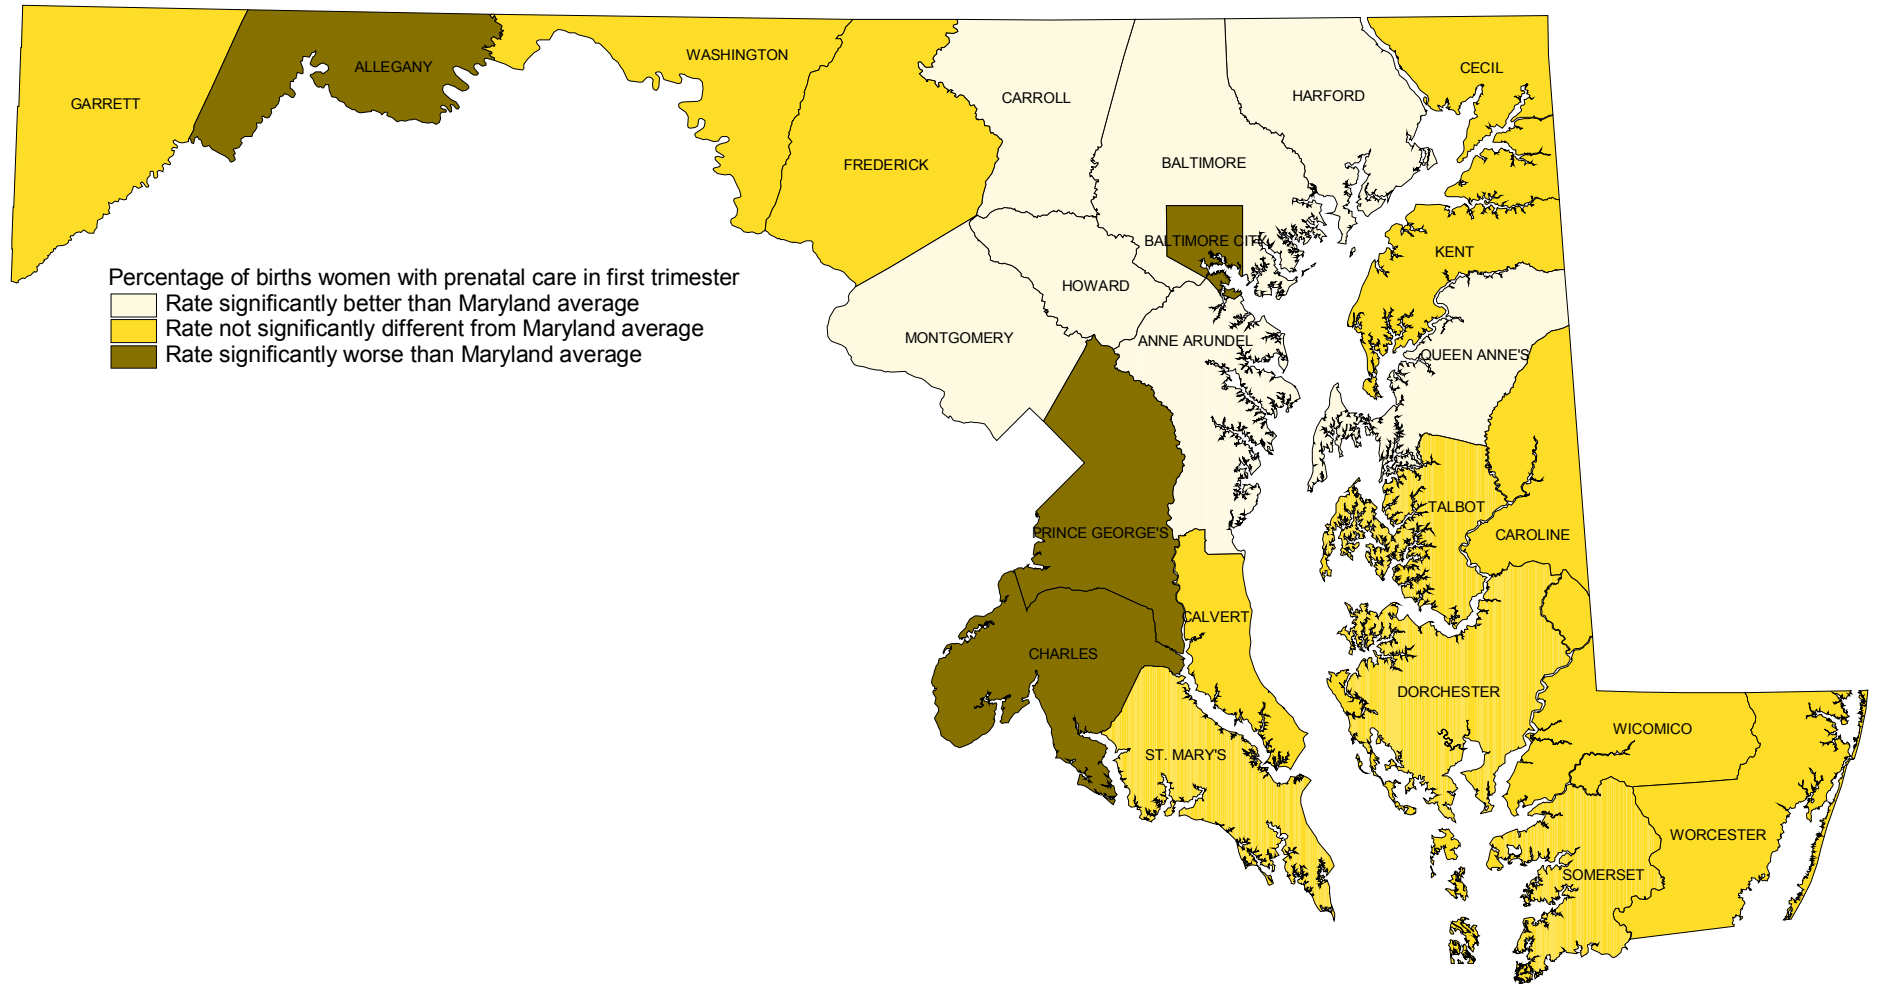 ALLEGANY
WASHINGTON
CECIL
GARRETT
CARROLL
HARFORD
FREDERICK
BALTIMORE
BALTIMORE CITY
KENT
Percentage of births women with prenatal care in first trimester
Rate significantly better than Maryland average
Rate not significantly different from Maryland average
Rate significantly worse than Maryland average
HOWARD
MONTGOMERY
ANNE ARUNDEL
QUEEN ANNE'S
TALBOT
PRINCE GEORGE'S
CAROLINE
CALVERT
CHARLES
DORCHESTER
WICOMICO
ST. MARY'S
WORCESTER
SOMERSET